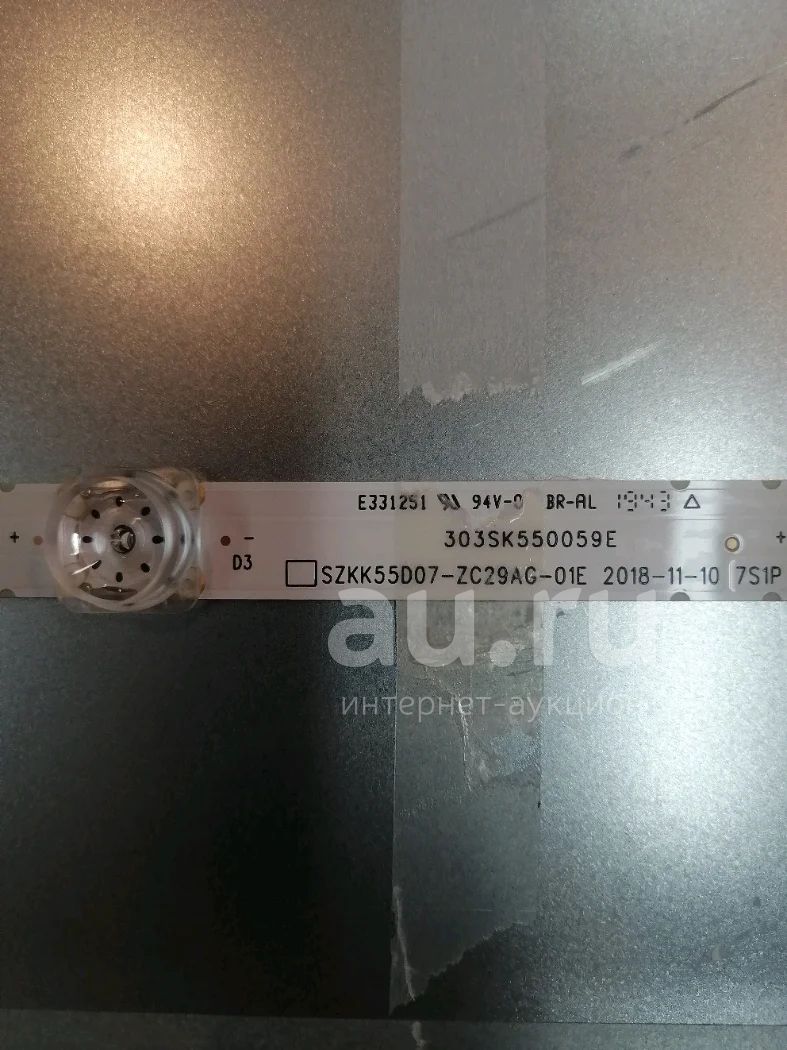 E331251 94V-0 BR-AL 1943
303SK550059E
+ - +
D3
SZKK55D07-ZC29AG-01E 2018-11-10 7S1P
au.ru
интернет-аукцион